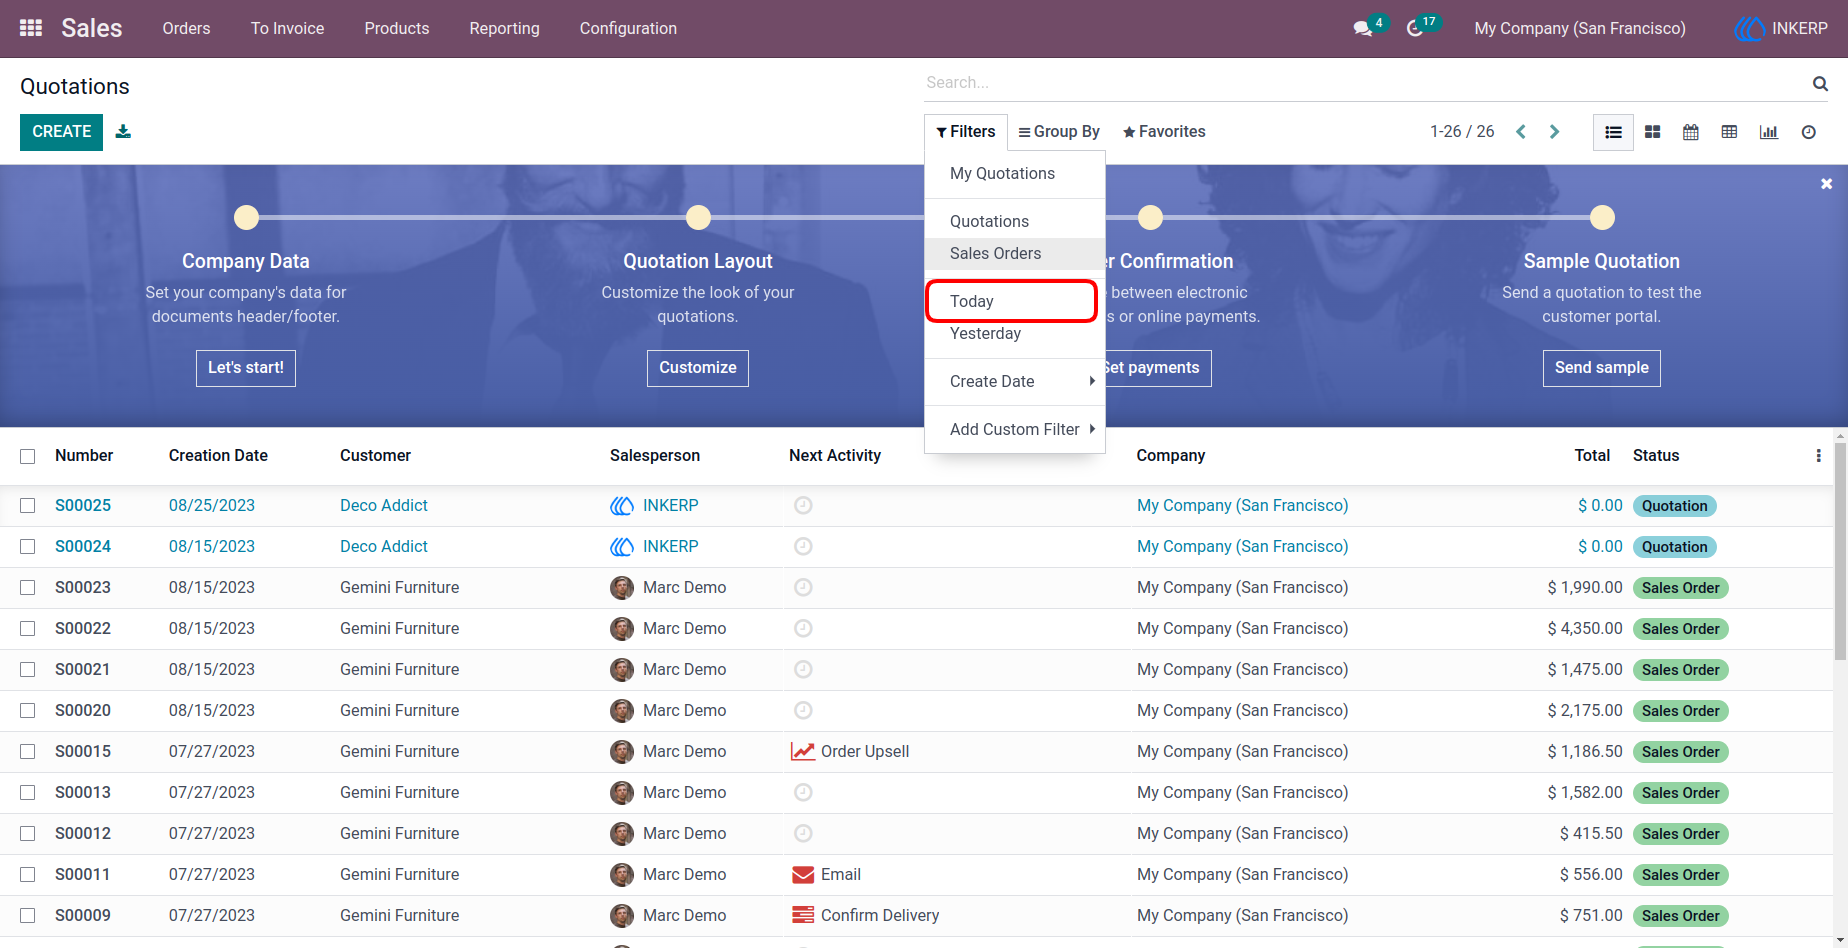 Sales Orders To Invoice Products Reporting Configuration 4 17 My Company (San Francisco) INKERP
Quotations
Search...
CREATE
Filters Group By Favorites 1-26 / 26
My Quotations
Quotations
Sales Orders
Today
Yesterday
Create Date
Add Custom Filter
Company Data
Set your company's data for
documents header/footer.
Let's start!
Quotation Layout
Customize the look of your
quotations.
Customize
r Confirmation
between electronic
s or online payments.
Set payments
Sample Quotation
Send a quotation to test the
customer portal.
Send sample
Number Creation Date Customer Salesperson Next Activity Company Total Status
S00025 08/25/2023 Deco Addict INKERP My Company (San Francisco) $ 0.00 Quotation
S00024 08/15/2023 Deco Addict INKERP My Company (San Francisco) $ 0.00 Quotation
S00023 08/15/2023 Gemini Furniture Marc Demo My Company (San Francisco) $ 1,990.00 Sales Order
S00022 08/15/2023 Gemini Furniture Marc Demo My Company (San Francisco) $ 4,350.00 Sales Order
S00021 08/15/2023 Gemini Furniture Marc Demo My Company (San Francisco) $ 1,475.00 Sales Order
S00020 08/15/2023 Gemini Furniture Marc Demo My Company (San Francisco) $ 2,175.00 Sales Order
S00015 07/27/2023 Gemini Furniture Marc Demo Order Upsell My Company (San Francisco) $ 1,186.50 Sales Order
S00013 07/27/2023 Gemini Furniture Marc Demo My Company (San Francisco) $ 1,582.00 Sales Order
S00012 07/27/2023 Gemini Furniture Marc Demo My Company (San Francisco) $ 415.50 Sales Order
S00011 07/27/2023 Gemini Furniture Marc Demo Email My Company (San Francisco) $ 556.00 Sales Order
S00009 07/27/2023 Gemini Furniture Marc Demo Confirm Delivery My Company (San Francisco) $ 751.00 Sales Order